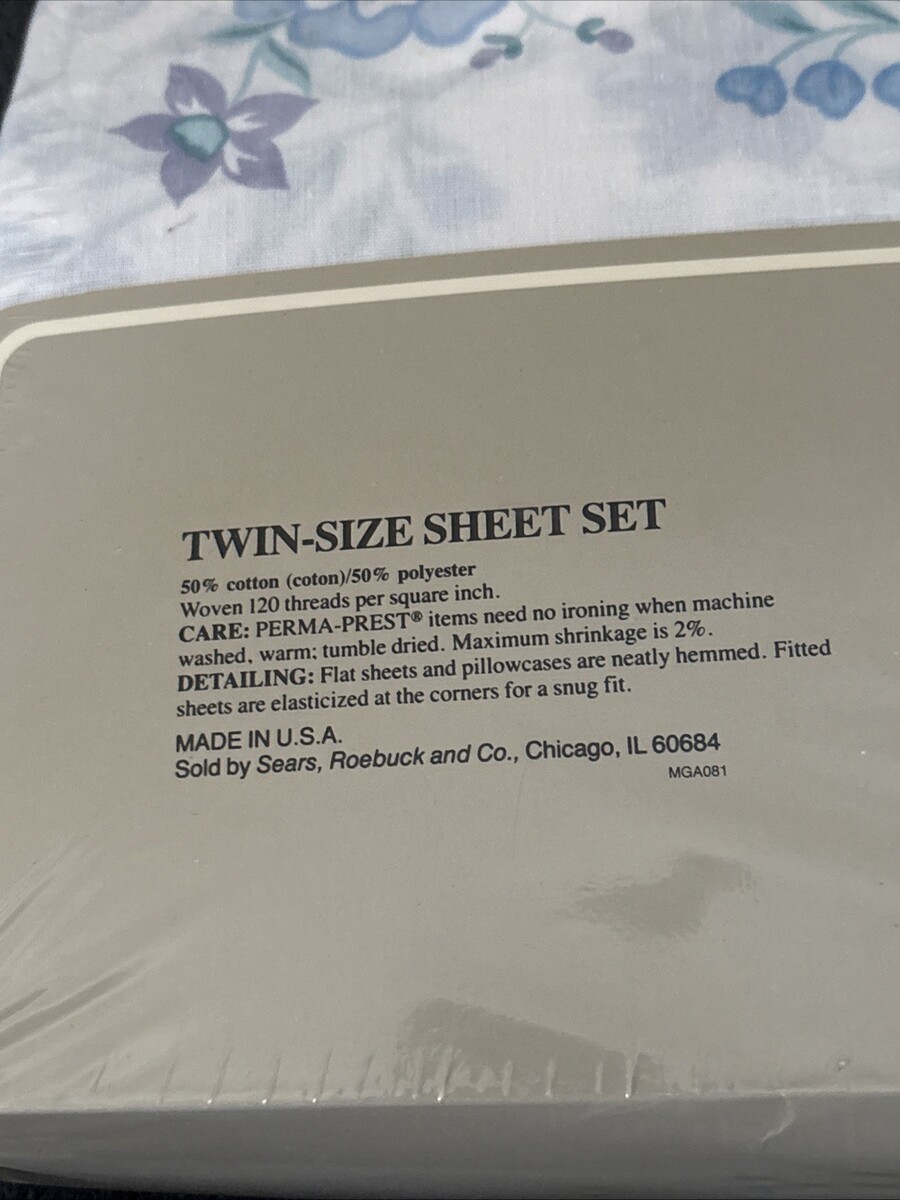 TWIN-SIZE SHEET SET
50% cotton (coton)/50% polyester
Woven 120 threads per square inch.
CARE: PERMA-PREST® items need no ironing when machine
washed, warm; tumble dried. Maximum shrinkage is 2%.
DETAILING: Flat sheets and pillowcases are neatly hemmed. Fitted
sheets are elasticized at the corners for a snug fit.
MADE IN U.S.A.
Sold by Sears, Roebuck and Co., Chicago, IL 60684
MGA081